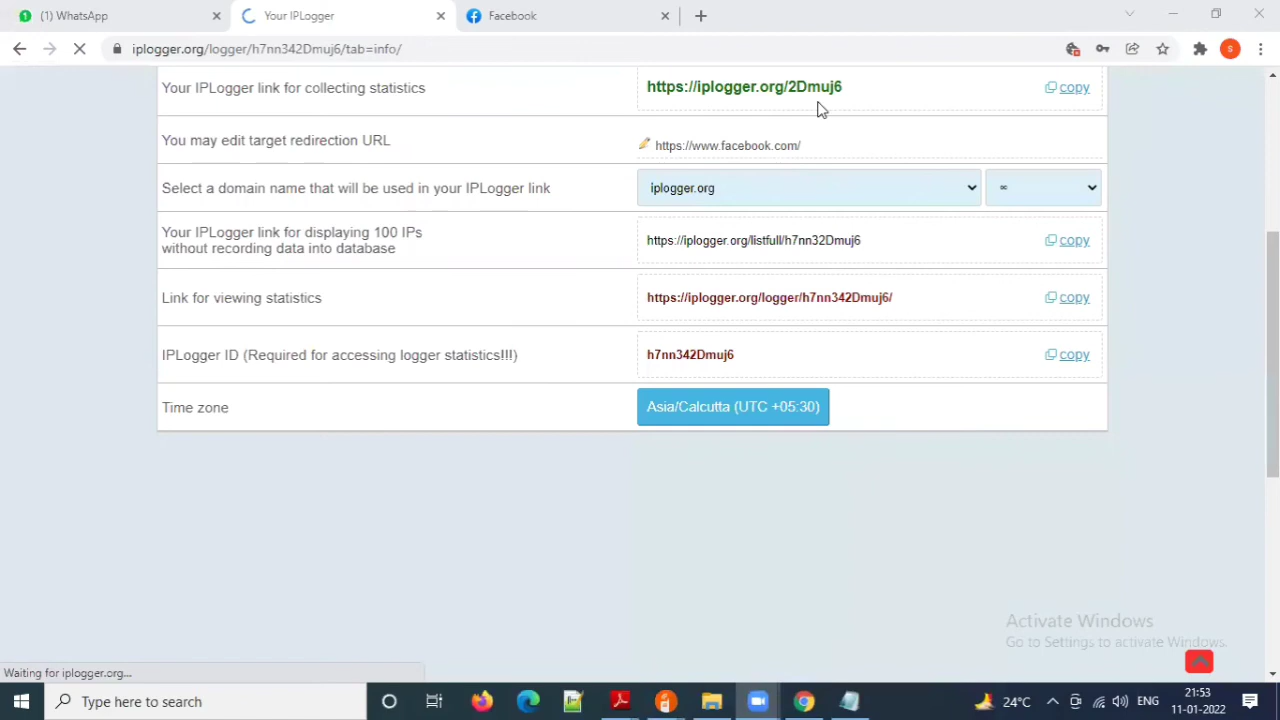 (1) WhatsApp
Your IPLogger
Facebook
iplogger.org/logger/h7nn342Dmuj6/tab=info/
S
Your IPLogger link for collecting statistics
https://iplogger.org/2Dmuj6
copy
You may edit target redirection URL
https://www.facebook.com/
Select a domain name that will be used in your IPLogger link
iplogger.org
∞
Your IPLogger link for displaying 100 IPs
without recording data into database
https://iplogger.org/listfull/h7nn32Dmuj6
copy
Link for viewing statistics
https://iplogger.org/logger/h7nn342Dmuj6/
copy
IPLogger ID (Required for accessing logger statistics!!!)
h7nn342Dmuj6
copy
Time zone
Asia/Calcutta (UTC +05:30)
Activate Windows
Go to Settings to activate Windows.
Waiting for iplogger.org...
Type here to search
24°C
ENG
21:53
11-01-2022